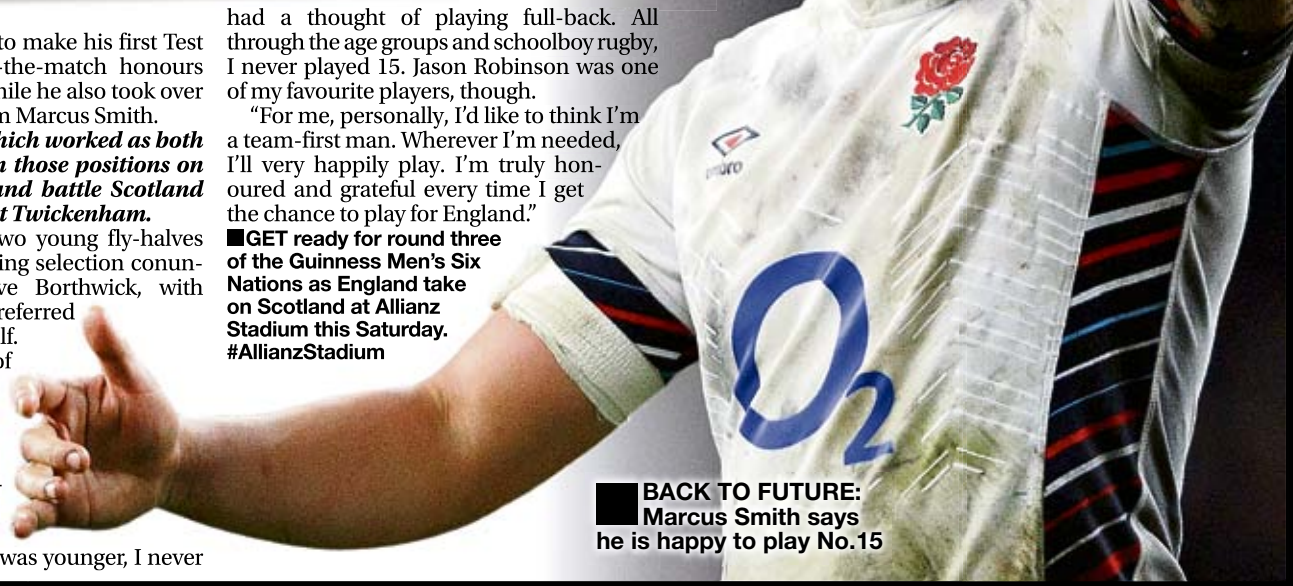 to make his first Test
-the-match honours
hile he also took over
m Marcus Smith.
hich worked as both
n those positions on
and battle Scotland
t Twickenham.
wo young fly-halves
ing selection conun-
ve Borthwick, with
referred
lf.
of
was younger, I never
had a thought of playing full-back. All
through the age groups and schoolboy rugby,
I never played 15. Jason Robinson was one
of my favourite players, though.
“For me, personally, I’d like to think I’m
a team-first man. Wherever I’m needed,
I’ll very happily play. I’m truly hon-
oured and grateful every time I get
the chance to play for England.”
■GET ready for round three
of the Guinness Men’s Six
Nations as England take
on Scotland at Allianz
Stadium this Saturday.
#AllianzStadium
umbro
O2
BACK TO FUTURE:
Marcus Smith says
he is happy to play No.15